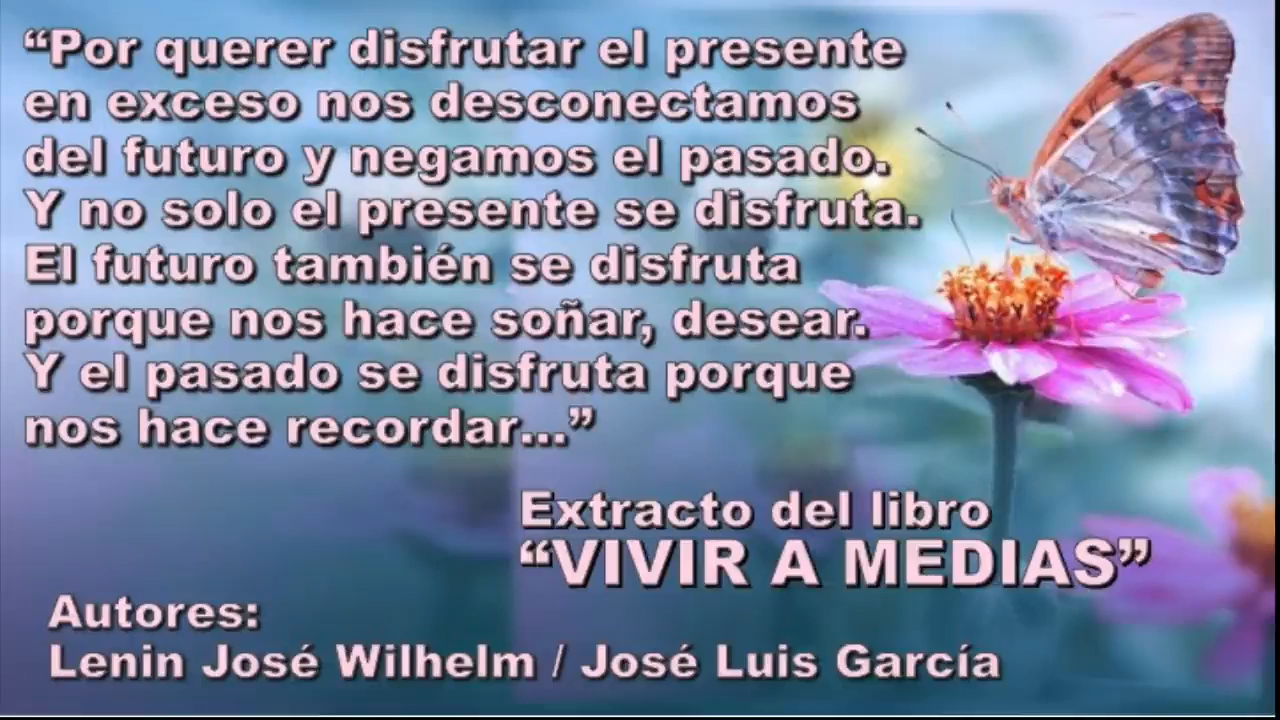 “Por querer disfrutar el presente
en exceso nos desconectamos
del futuro y negamos el pasado.
Y no solo el presente se disfruta.
El futuro también se disfruta
porque nos hace soñar, desear.
Y el pasado se disfruta porque
nos hace recordar...”
Extracto del libro
“VIVIR A MEDIAS”
Autores:
Lenin José Wilhelm / José Luis García